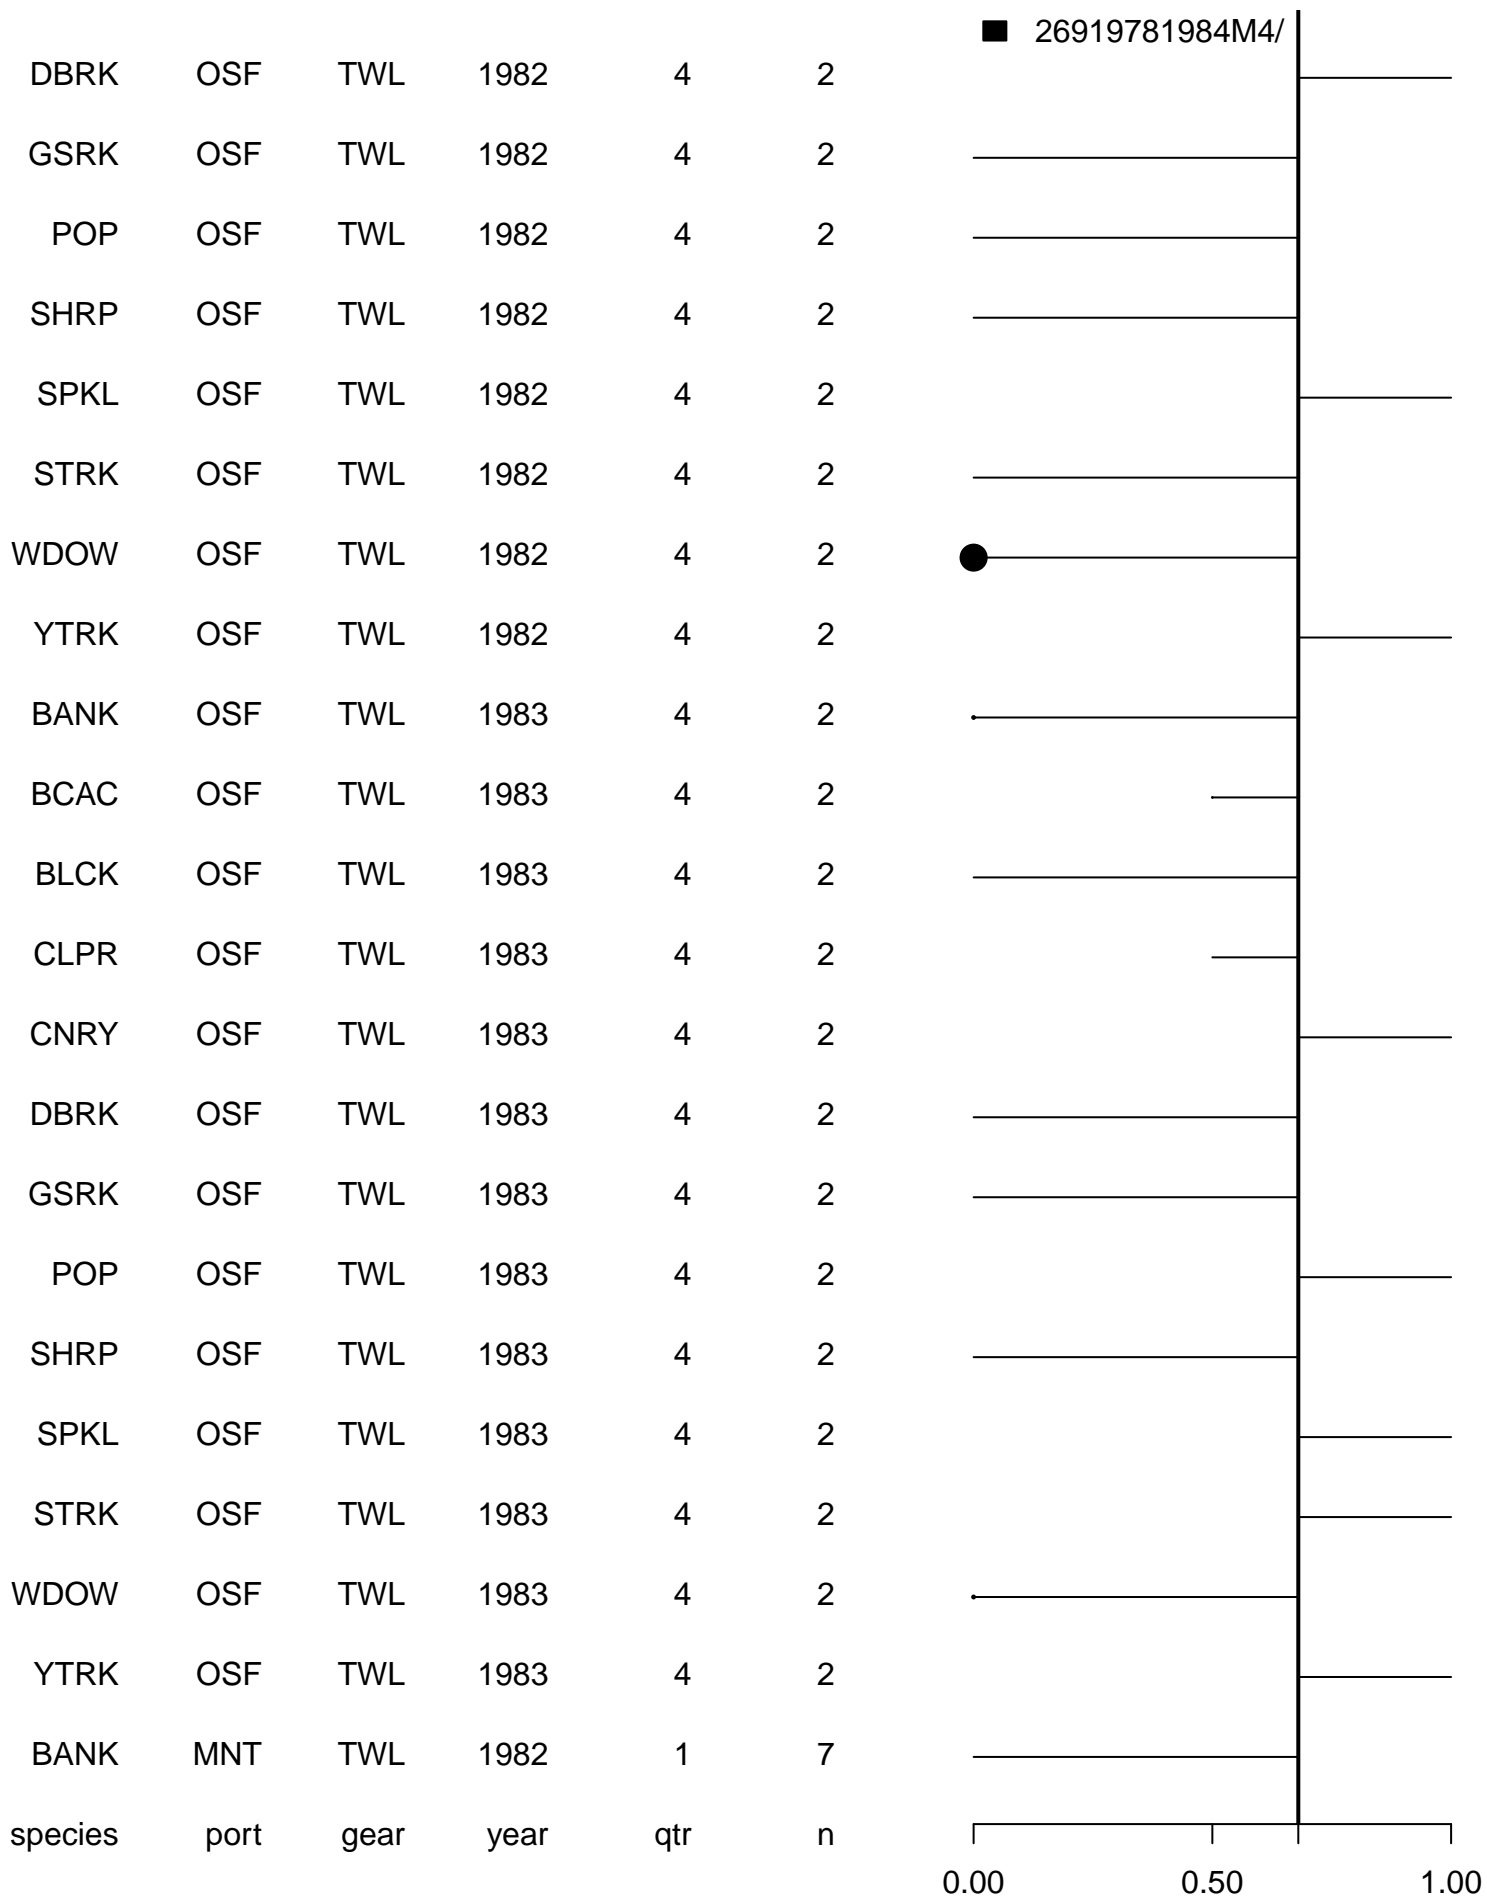 26919781984M4/
DBRK OSF TWL 1982 4 2
GSRK OSF TWL 1982 4 2
POP OSF TWL 1982 4 2
SHRP OSF TWL 1982 4 2
SPKL OSF TWL 1982 4 2
STRK OSF TWL 1982 4 2
WDOW OSF TWL 1982 4 2
YTRK OSF TWL 1982 4 2
BANK OSF TWL 1983 4 2
BCAC OSF TWL 1983 4 2
BLCK OSF TWL 1983 4 2
CLPR OSF TWL 1983 4 2
CNRY OSF TWL 1983 4 2
DBRK OSF TWL 1983 4 2
GSRK OSF TWL 1983 4 2
POP OSF TWL 1983 4 2
SHRP OSF TWL 1983 4 2
SPKL OSF TWL 1983 4 2
STRK OSF TWL 1983 4 2
WDOW OSF TWL 1983 4 2
YTRK OSF TWL 1983 4 2
BANK MNT TWL 1982 1 7
species port gear year qtr n
0.00 0.50 1.00